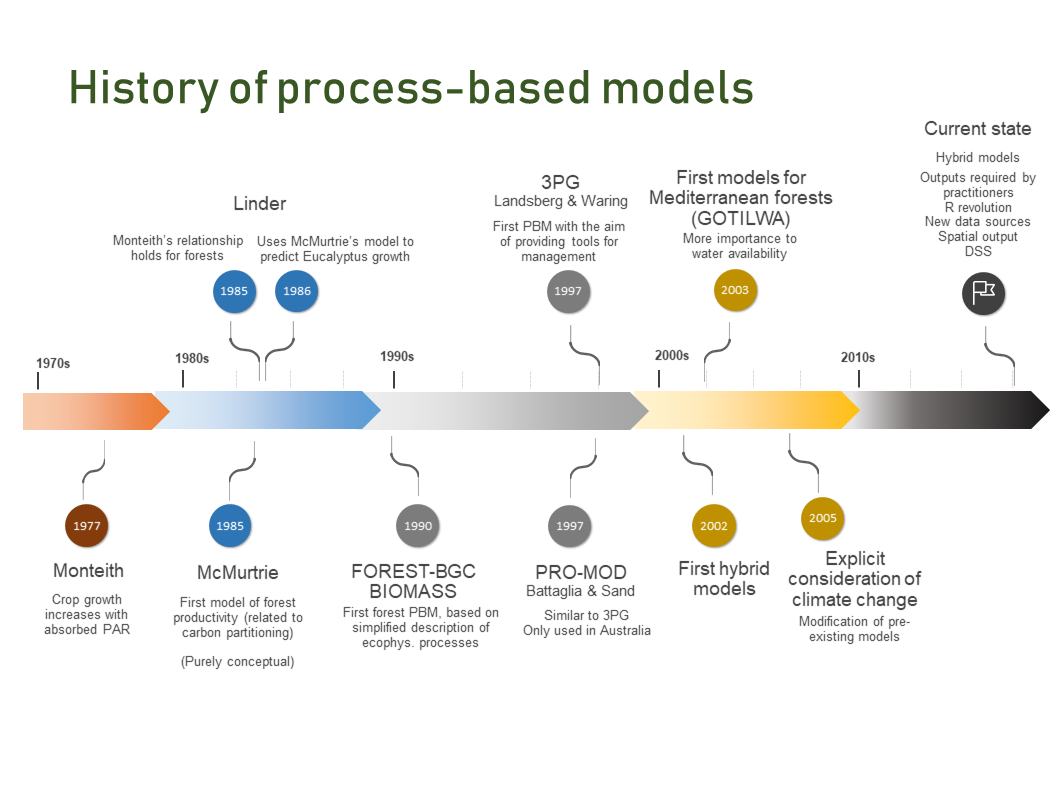 History of process-based models
Current state
Hybrid models
Outputs required by
practitioners
R revolution
New data sources
Spatial output
DSS
Linder
Monteith's relationship
holds for forests
Uses McMurtrie's model to
predict Eucalyptus growth
1985
1986
3PG
Landsberg & Waring
First PBM with the aim
of providing tools for
management
1997
First models for
Mediterranean forests
(GOTILWA)
More importance to
water availability
2003
1970s
1980s
1990s
2000s
2010s
1977
Monteith
Crop growth
increases with
absorbed PAR
1985
McMurtrie
First model of forest
productivity (related to
carbon partitioning)
(Purely conceptual)
1990
FOREST-BGC
BIOMASS
First forest PBM, based on
simplified description of
ecophys. processes
1997
PRO-MOD
Battaglia & Sand
Similar to 3PG
Only used in Australia
2002
First hybrid
models
2005
Explicit
consideration of
climate change
Modification of pre-
existing models